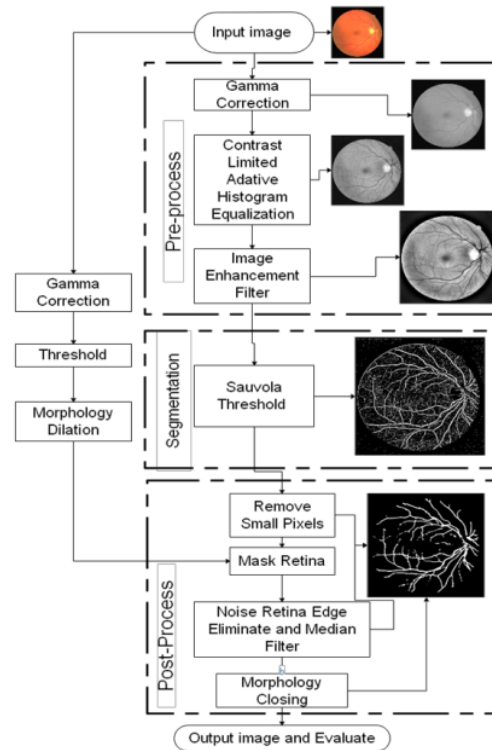 Input image
Gamma
Correction
Contrast
Limited
Adative
Histogram
Equalization
Image
Enhancement
Filter
Pre-process
Gamma
Correction
Threshold
Morphology
Dilation
Segmentation
Sauvola
Threshold
Remove
Small Pixels
Mask Retina
Noise Retina Edge
Eliminate and Median
Filter
Morphology
Closing
Post-Process
Output image and Evaluate